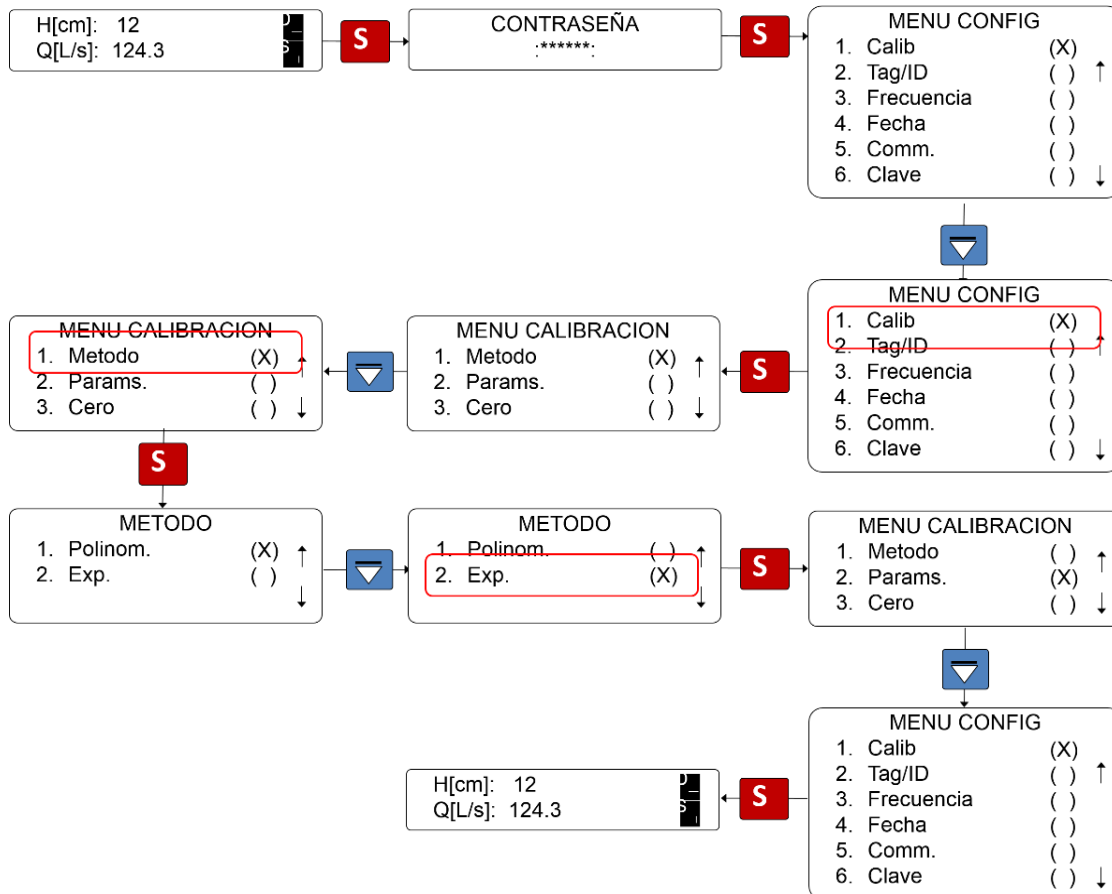 H[cm]: 12
Q[L/s]: 124.3
S
CONTRASEÑA
:******:
S
MENU CONFIG
1. Calib (X)
2. Tag/ID ( ) ↑
3. Frecuencia ( )
4. Fecha ( )
5. Comm. ( )
6. Clave ( ) ↓
MENU CONFIG
1. Calib (X)
2. Tag/ID ( ) ↑
3. Frecuencia ( )
4. Fecha ( )
5. Comm. ( )
6. Clave ( ) ↓
S
MENU CALIBRACION
1. Metodo (X) ↑
2. Params. ( )
3. Cero ( ) ↓
MENU CALIBRACION
1. Metodo (X) ↑
2. Params. ( )
3. Cero ( ) ↓
S
METODO
1. Polinom. (X) ↑
2. Exp. ( )
↓
METODO
1. Polinom. ( ) ↑
2. Exp. (X)
↓
S
MENU CALIBRACION
1. Metodo ( ) ↑
2. Params. (X)
3. Cero ( ) ↓
MENU CONFIG
1. Calib (X)
2. Tag/ID ( ) ↑
3. Frecuencia ( )
4. Fecha ( )
5. Comm. ( )
6. Clave ( ) ↓
S
H[cm]: 12
Q[L/s]: 124.3